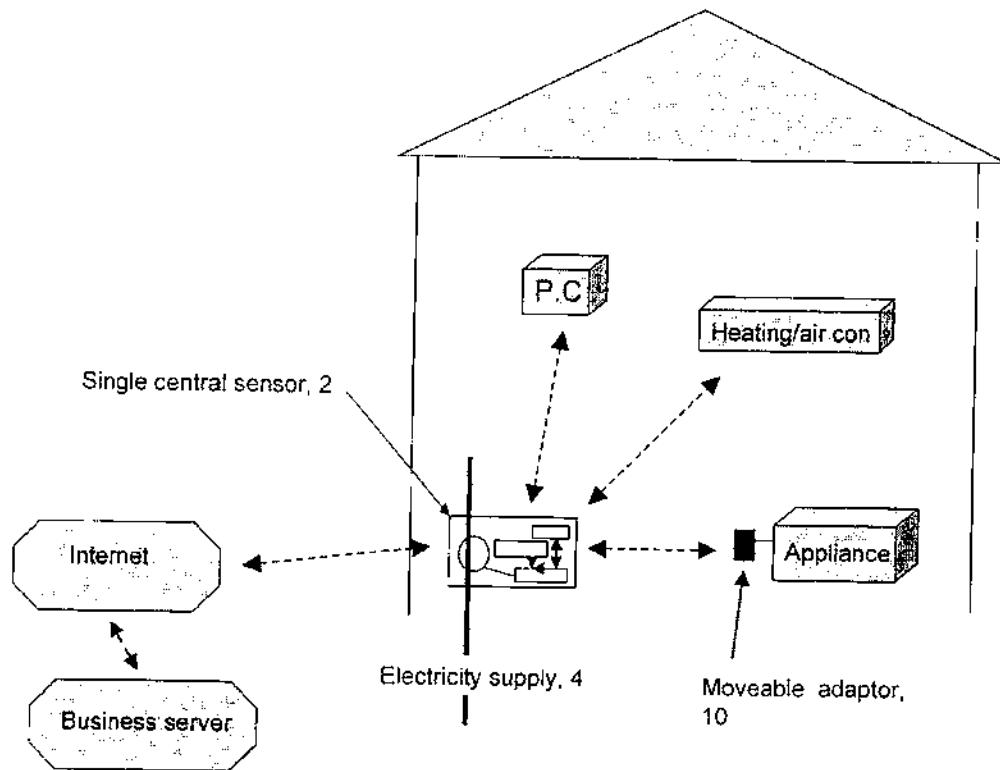 P.C
Heating/air con
Single central sensor, 2
Internet
Appliance
Electricity supply, 4
Moveable adaptor,
10
Business server